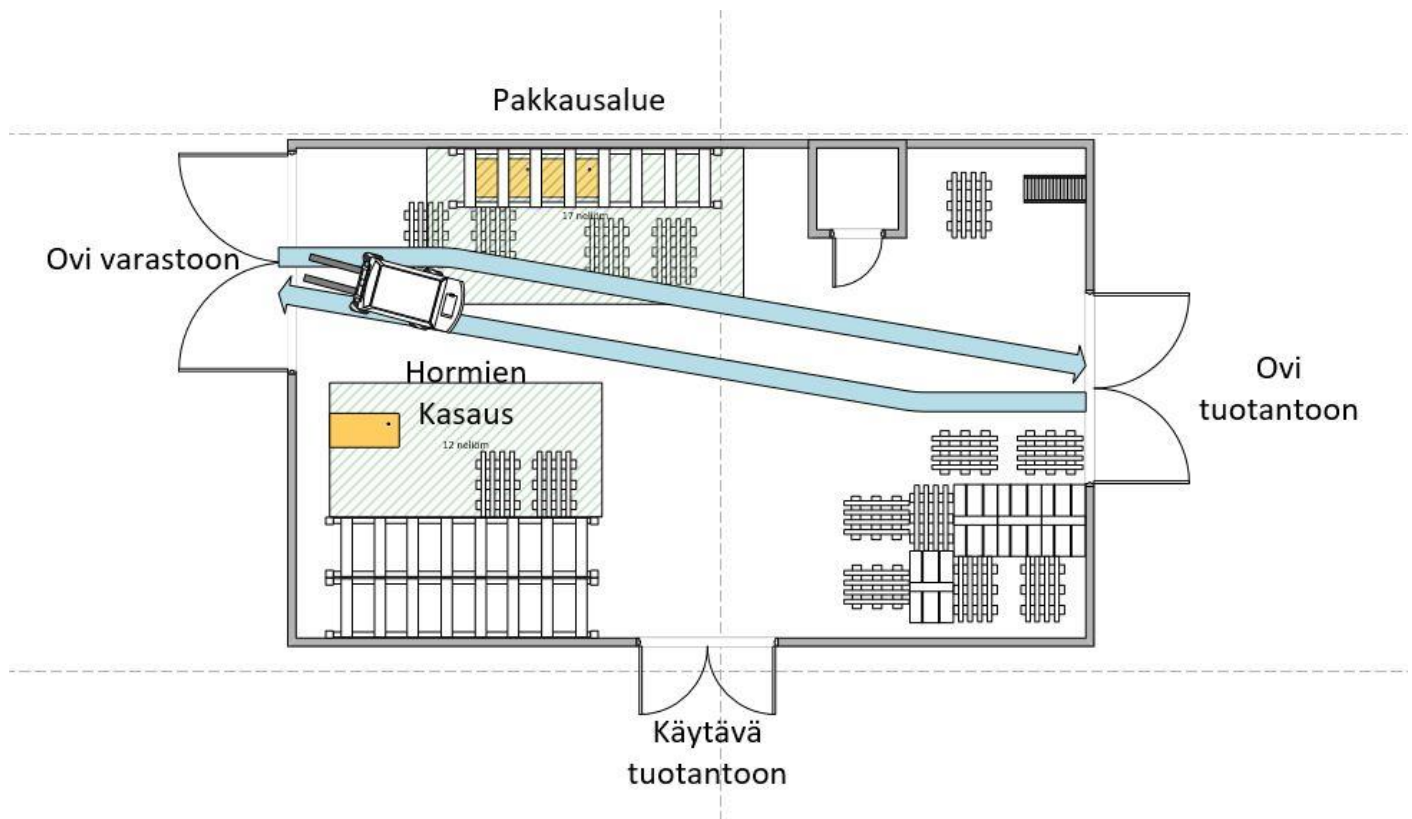 Pakkausalue
17 neliöm
Ovi varastoon
Hormien
Kasaus
12 neliöm
Ovi
tuotantoon
Käytävä
tuotantoon